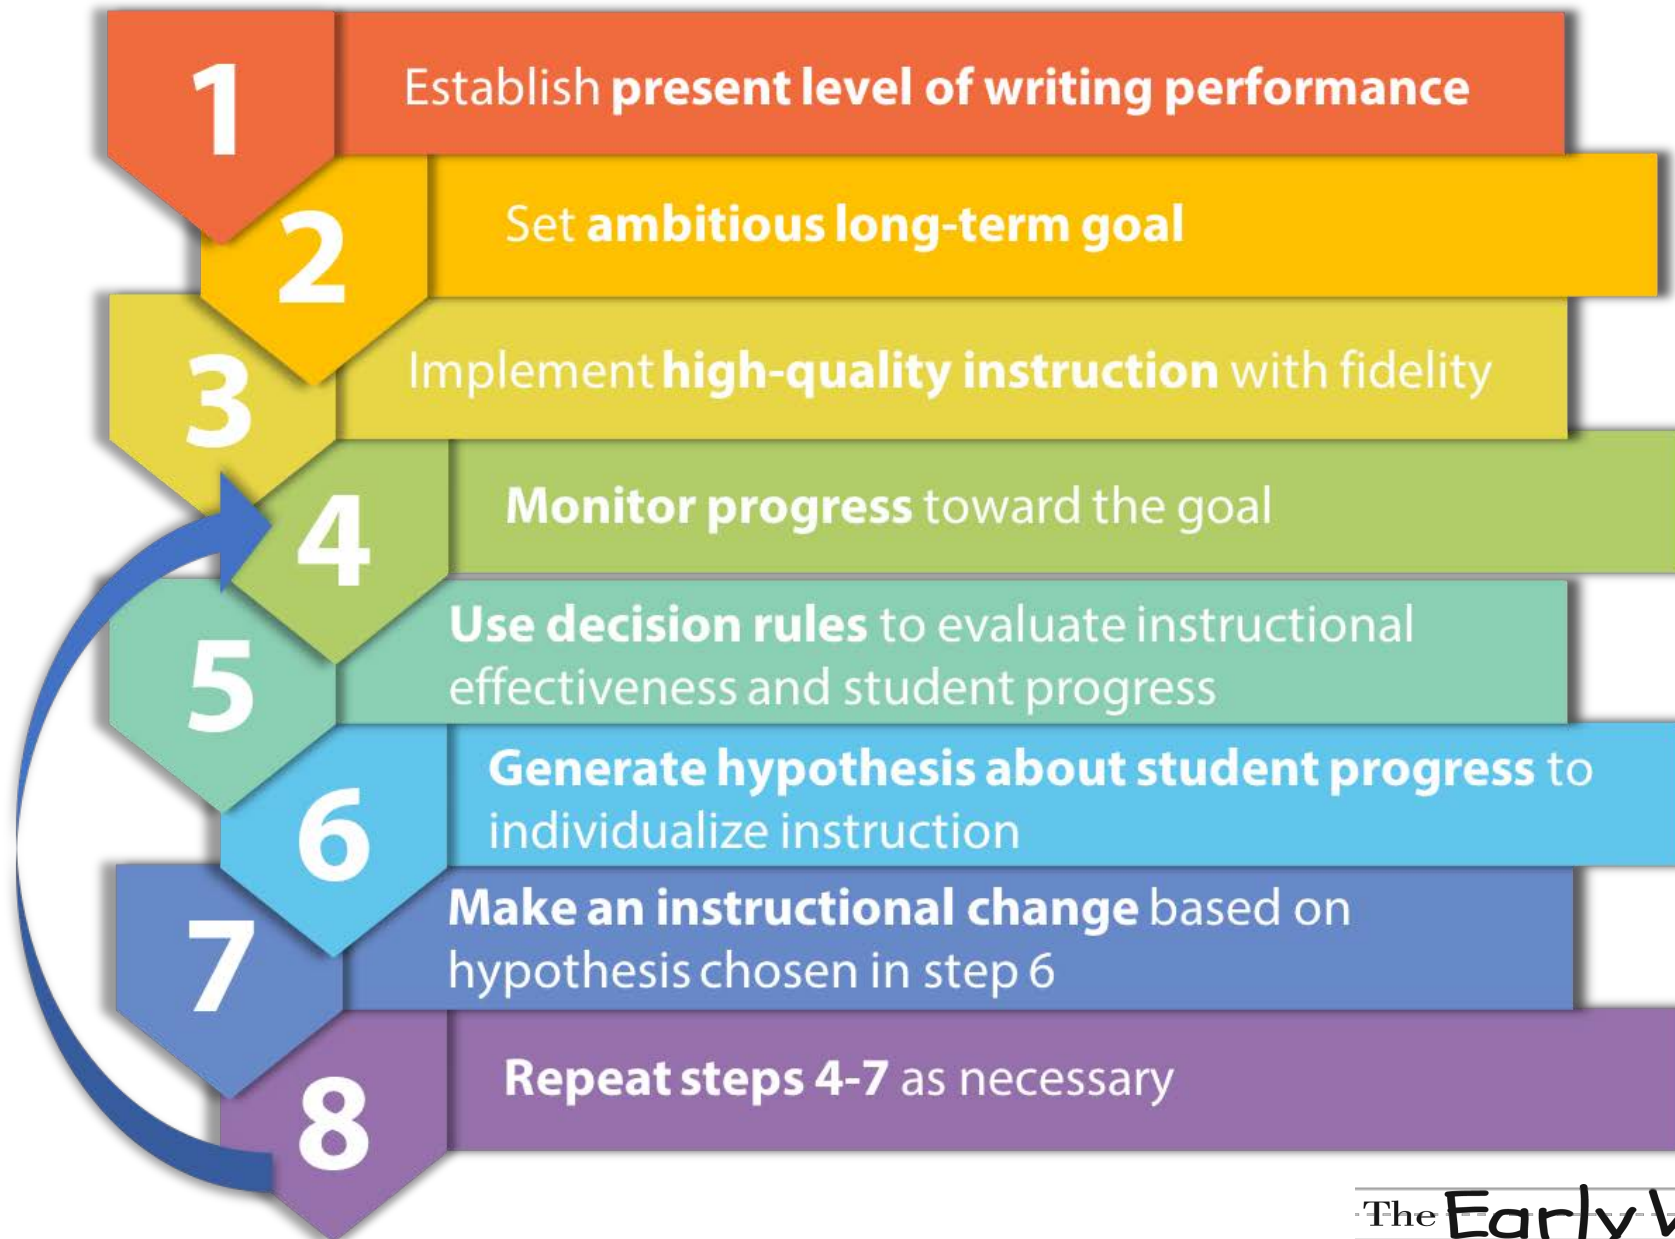 1
Establish present level of writing performance
2
Set ambitious long-term goal
3
Implement high-quality instruction with fidelity
4
Monitor progress toward the goal
5
Use decision rules to evaluate instructional
effectiveness and student progress
6
Generate hypothesis about student progress to
individualize instruction
7
Make an instructional change based on
hypothesis chosen in step 6
8
Repeat steps 4-7 as necessary
The Early